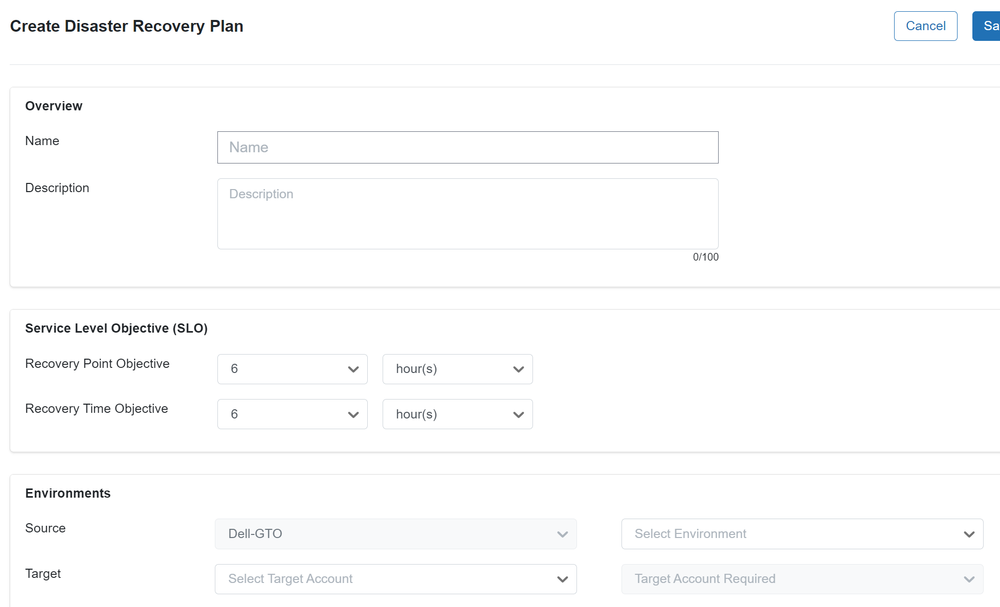 Create Disaster Recovery Plan
Cancel
Sa
Overview
Name
Name
Description
Description
0/100
Service Level Objective (SLO)
Recovery Point Objective
6
hour(s)
Recovery Time Objective
6
hour(s)
Environments
Source
Dell-GTO
Select Environment
Target
Select Target Account
Target Account Required